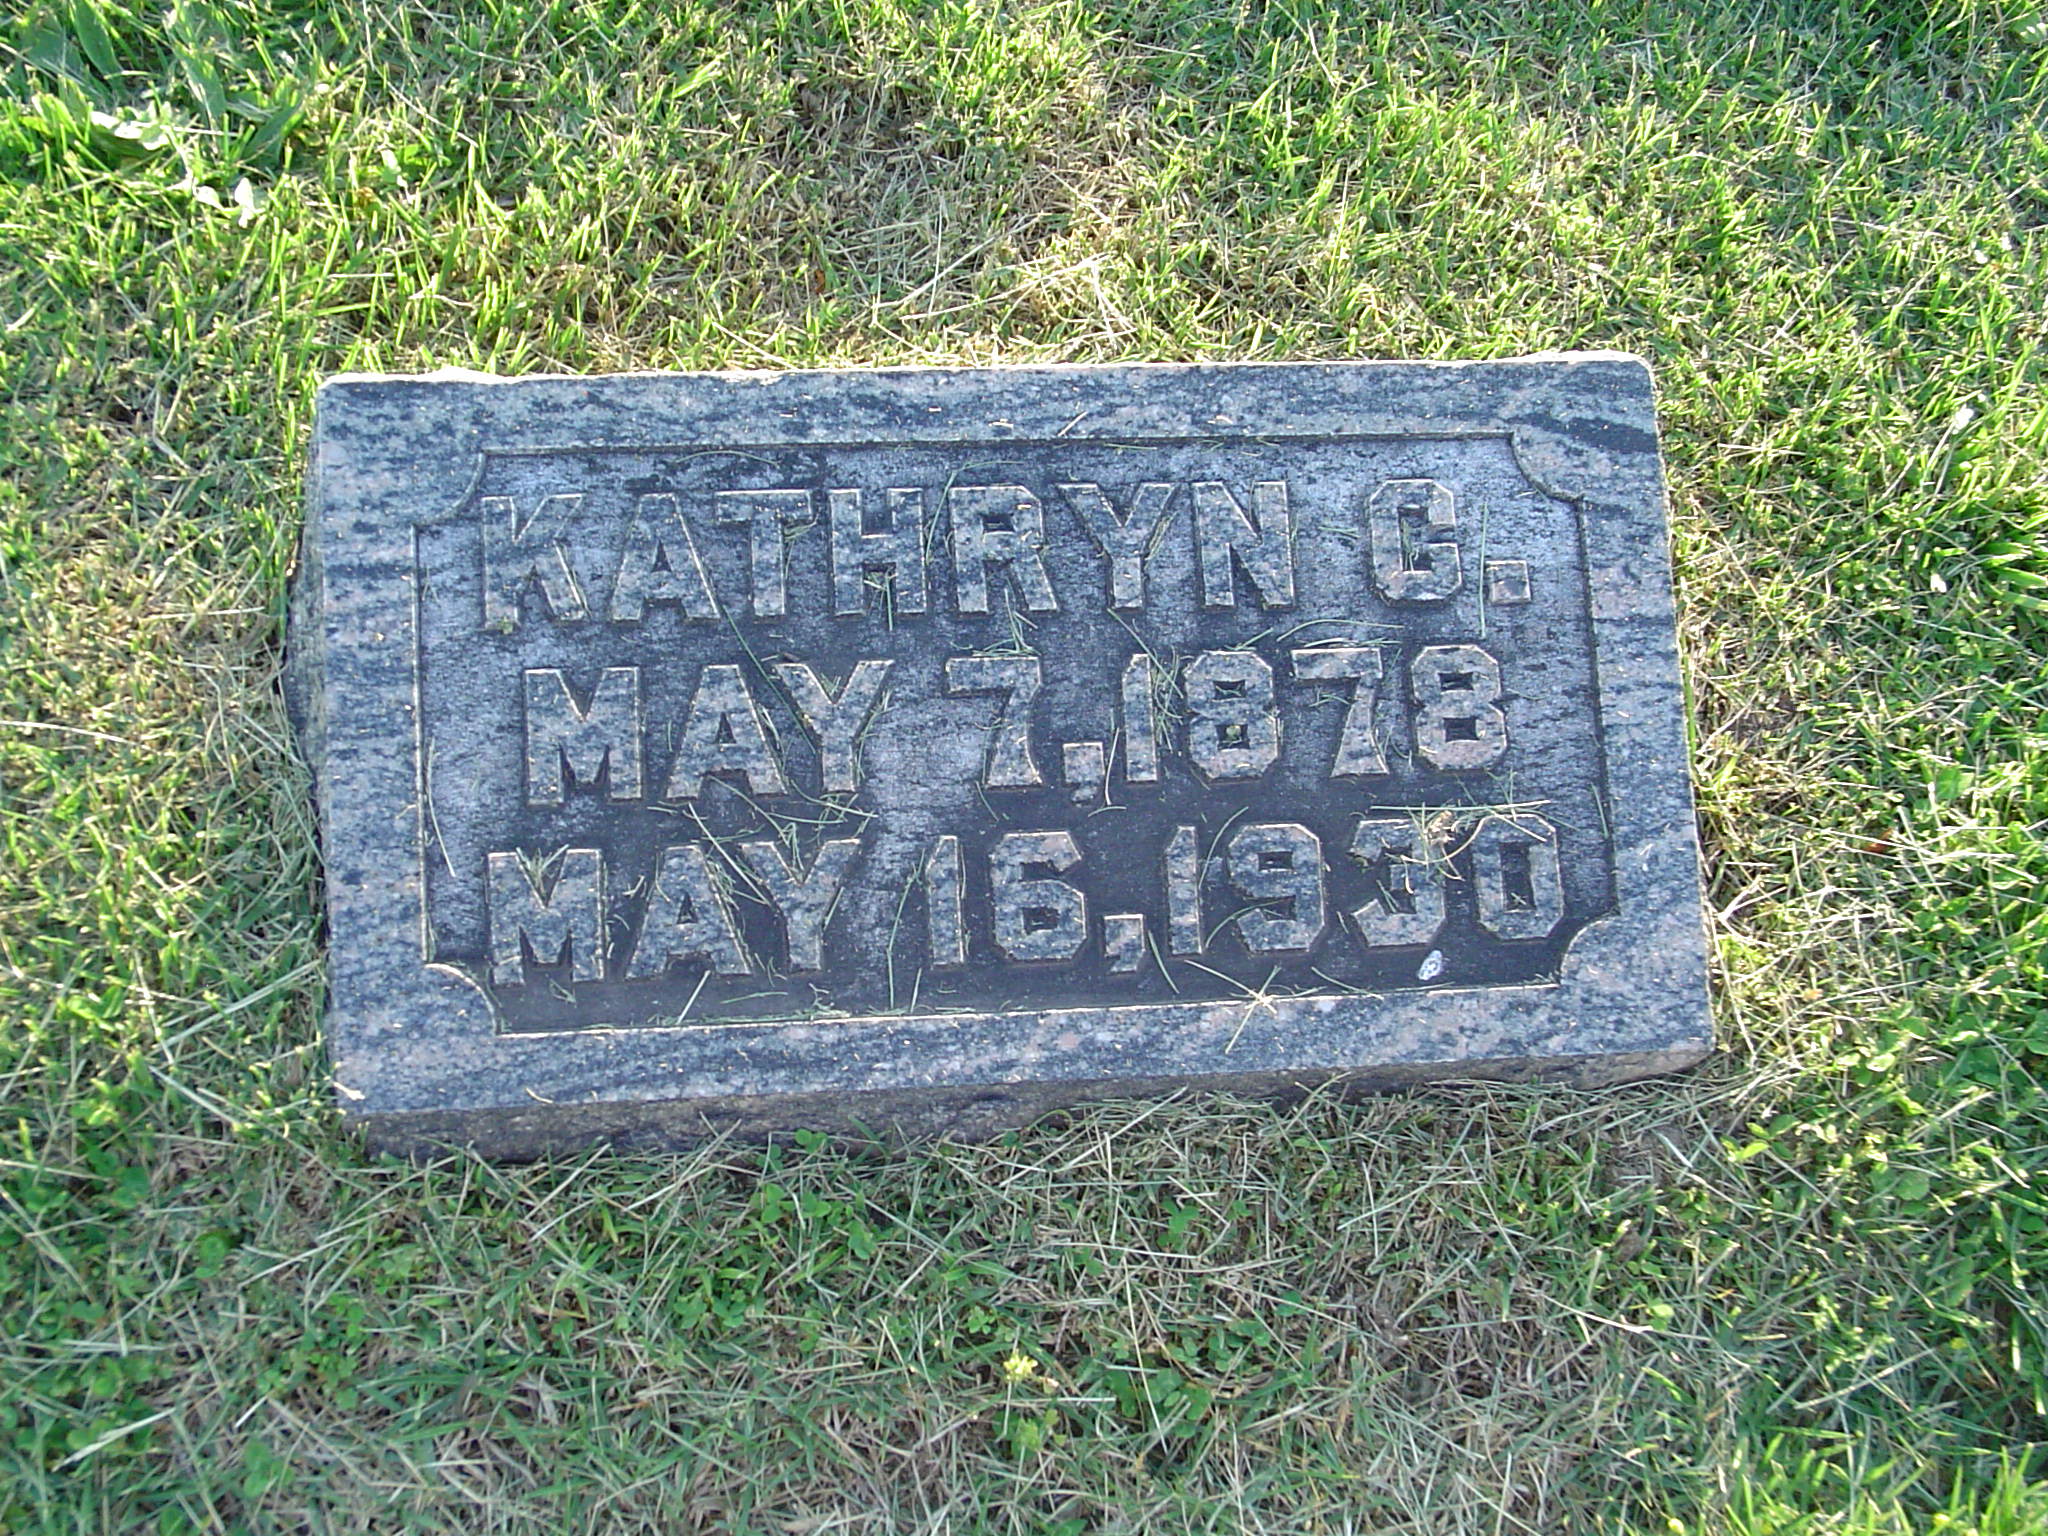 KATHRYN G.
MAY 7, 1878
MAY 16, 1930